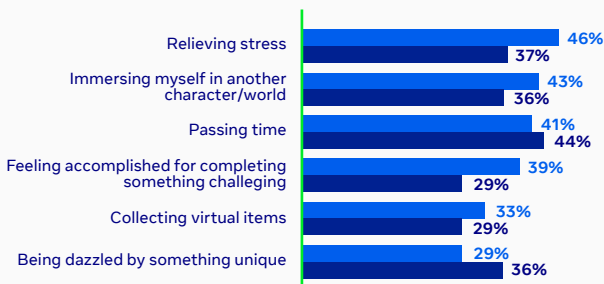 Relieving stress
46%
37%
Immersing myself in another
character/world
43%
36%
Passing time
41%
44%
Feeling accomplished for completing
something challeging
39%
29%
Collecting virtual items
33%
29%
Being dazzled by something unique
29%
36%